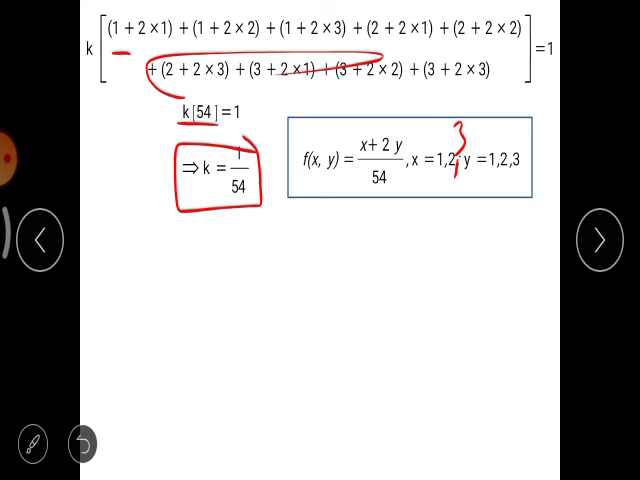 k [ (1 + 2 × 1) + (1 + 2 × 2) + (1 + 2 × 3) + (2 + 2 × 1) + (2 + 2 × 2)
+ (2 + 2 × 3) + (3 + 2 × 1) + (3 + 2 × 2) + (3 + 2 × 3) ] = 1
k [54] = 1
⇒ k = 1/54
f(x, y) = x + 2 y / 54 , x = 1,2, y = 1,2,3
3